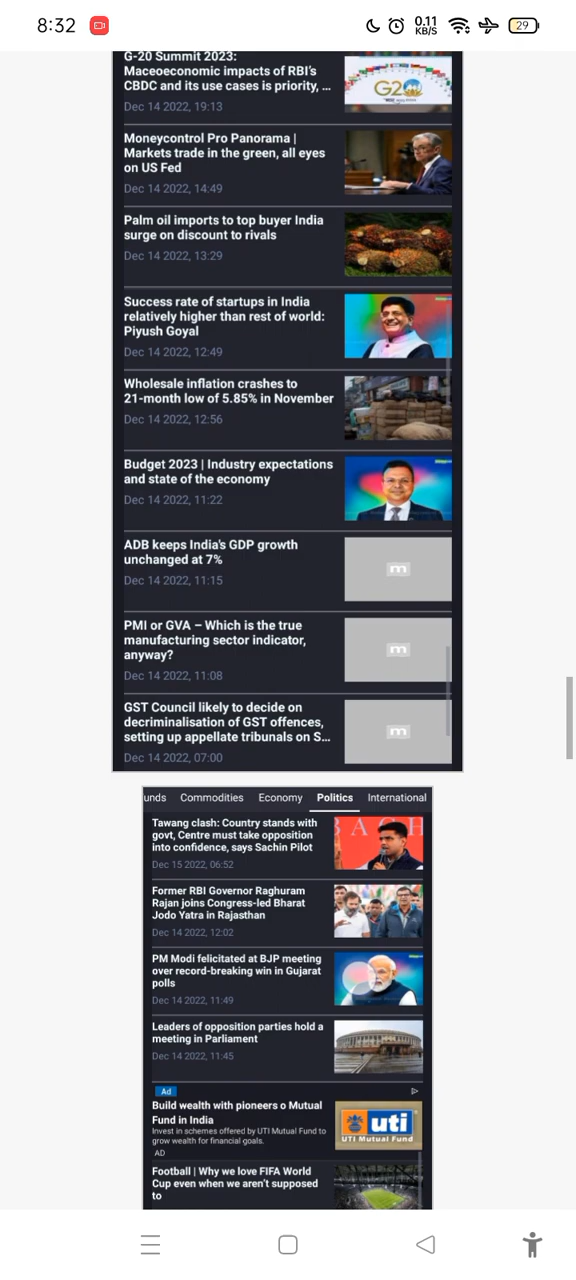 8:32
0.11
KB/S
29
G-20 Summit 2023:
Maceoeconomic impacts of RBI's
CBDC and its use cases is priority, ...
Dec 14 2022, 19:13
G20
Moneycontrol Pro Panorama |
Markets trade in the green, all eyes
on US Fed
Dec 14 2022, 14:49
Palm oil imports to top buyer India
surge on discount to rivals
Dec 14 2022, 13:29
Success rate of startups in India
relatively higher than rest of world:
Piyush Goyal
Dec 14 2022, 12:49
Wholesale inflation crashes to
21-month low of 5.85% in November
Dec 14 2022, 12:56
Budget 2023 | Industry expectations
and state of the economy
Dec 14 2022, 11:22
ADB keeps India's GDP growth
unchanged at 7%
Dec 14 2022, 11:15
m
PMI or GVA – Which is the true
manufacturing sector indicator,
anyway?
Dec 14 2022, 11:08
m
GST Council likely to decide on
decriminalisation of GST offences,
setting up appellate tribunals on S...
Dec 14 2022, 07:00
m
unds Commodities Economy Politics International
Tawang clash: Country stands with
govt, Centre must take opposition
into confidence, says Sachin Pilot
Dec 15 2022, 06:52
Former RBI Governor Raghuram
Rajan joins Congress-led Bharat
Jodo Yatra in Rajasthan
Dec 14 2022, 12:02
PM Modi felicitated at BJP meeting
over record-breaking win in Gujarat
polls
Dec 14 2022, 11:49
Leaders of opposition parties hold a
meeting in Parliament
Dec 14 2022, 11:45
Ad
Build wealth with pioneers o Mutual
Fund in India
Invest in schemes offered by UTI Mutual Fund to
grow wealth for financial goals.
AD
uti
UTI Mutual Fund
Football | Why we love FIFA World
Cup even when we aren't supposed
to